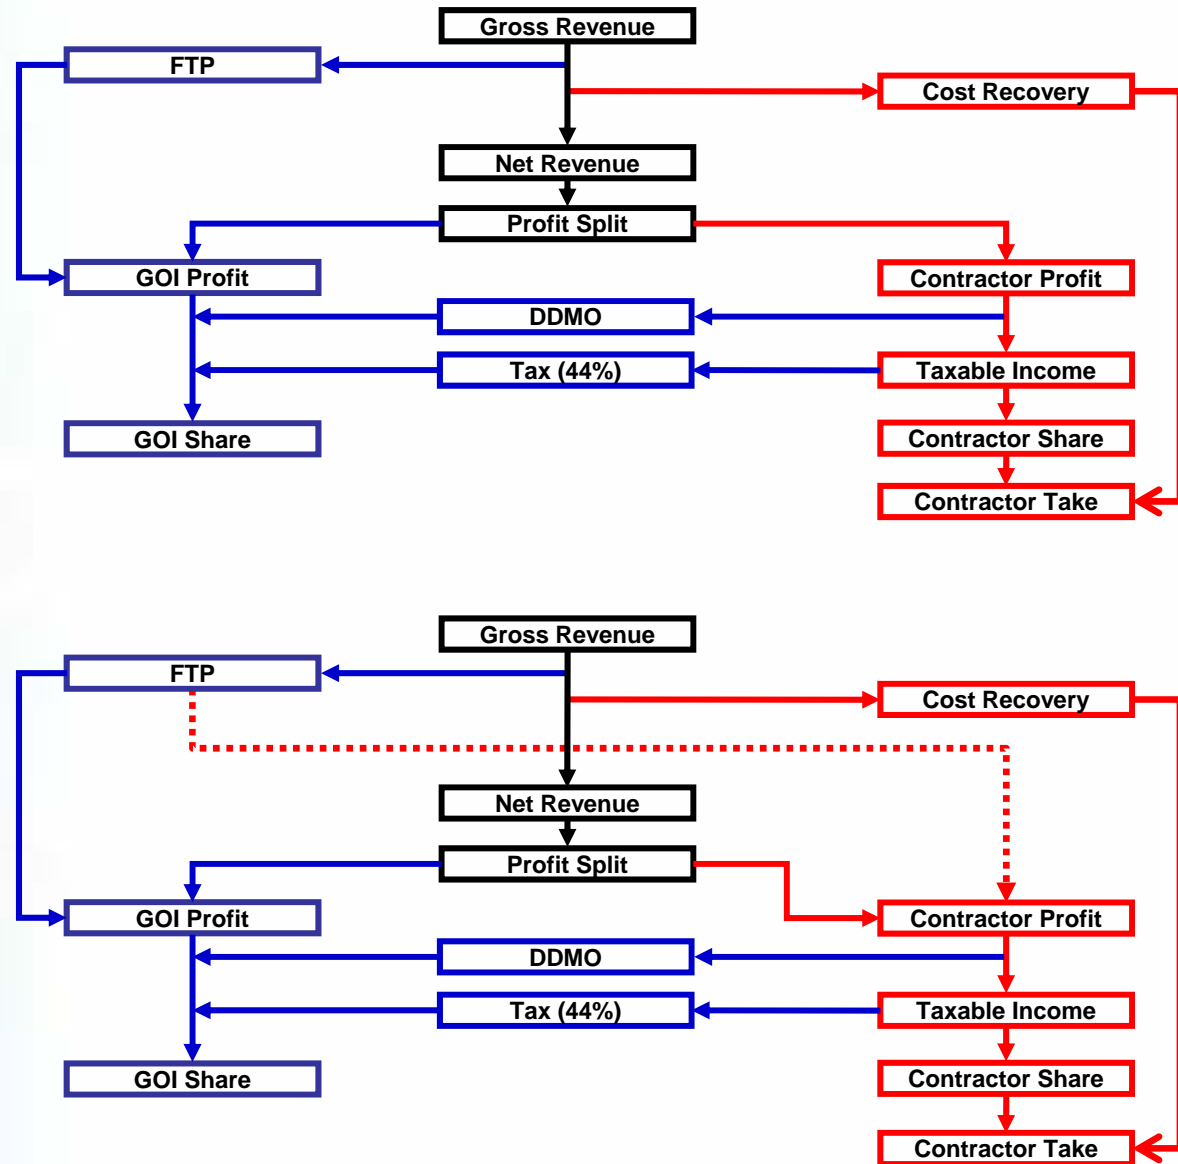 Gross Revenue
FTP
Cost Recovery
Net Revenue
Profit Split
GOI Profit
Contractor Profit
DDMO
Tax (44%)
Taxable Income
GOI Share
Contractor Share
Contractor Take
Gross Revenue
FTP
Cost Recovery
Net Revenue
Profit Split
GOI Profit
Contractor Profit
DDMO
Tax (44%)
Taxable Income
GOI Share
Contractor Share
Contractor Take